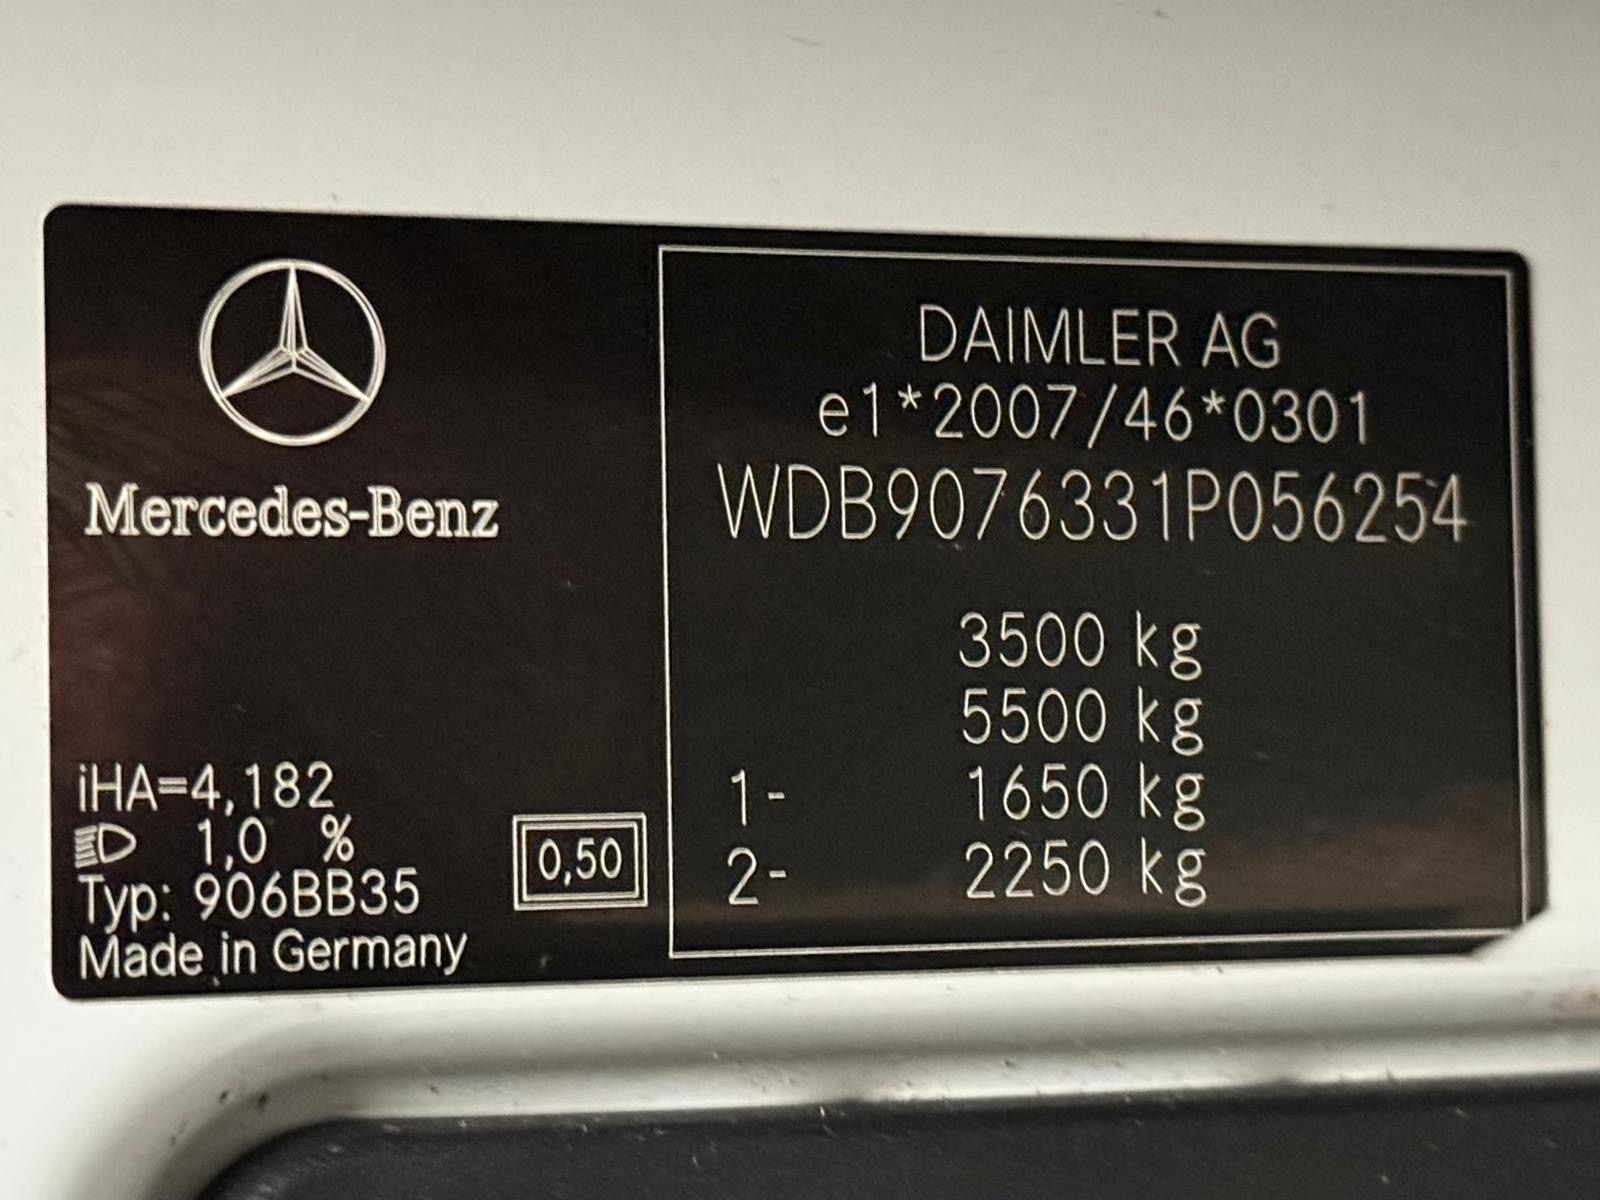 Mercedes-Benz
iHA=4,182
1,0 %
Typ: 906BB35
Made in Germany
0,50
DAIMLER AG
e1*2007/46*0301
WDB9076331P056254
3500 kg
5500 kg
1- 1650 kg
2- 2250 kg